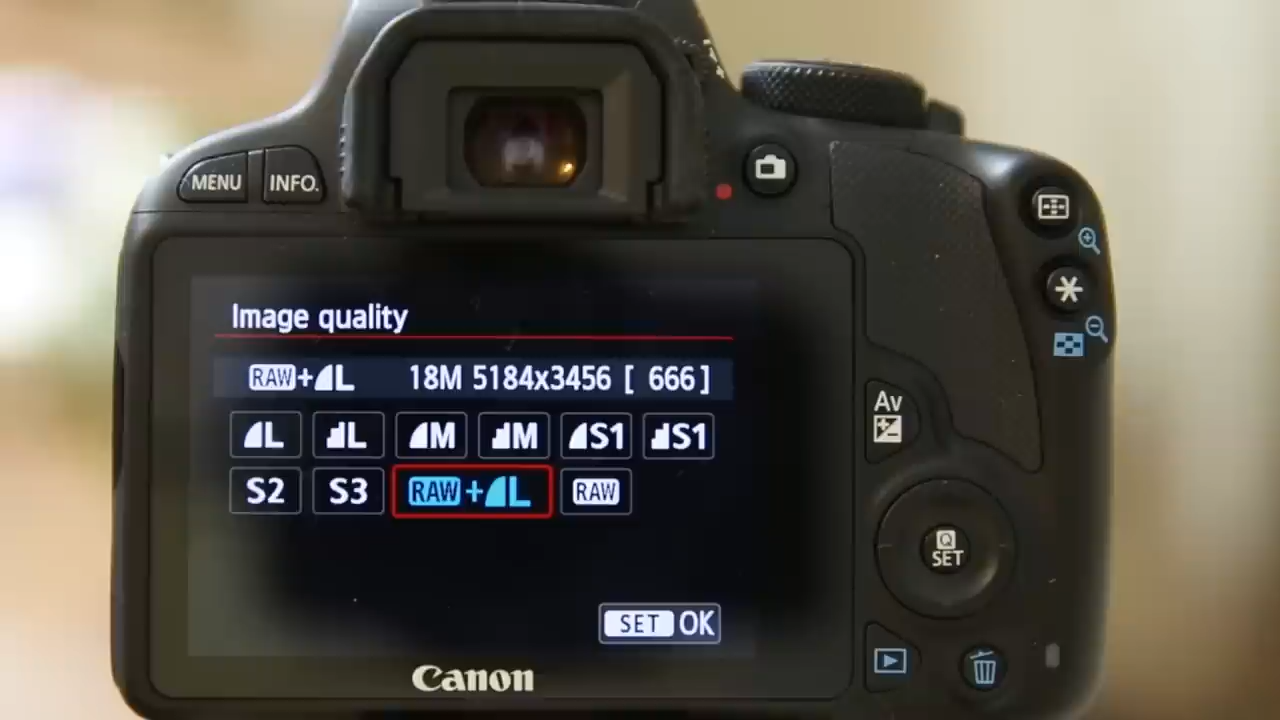 MENU INFO.
Image quality
RAW+L 18M 5184x3456 [ 666]
L L M M S1 S1
S2 S3 RAW+L RAW
SET OK
Canon
Av
Q
SET